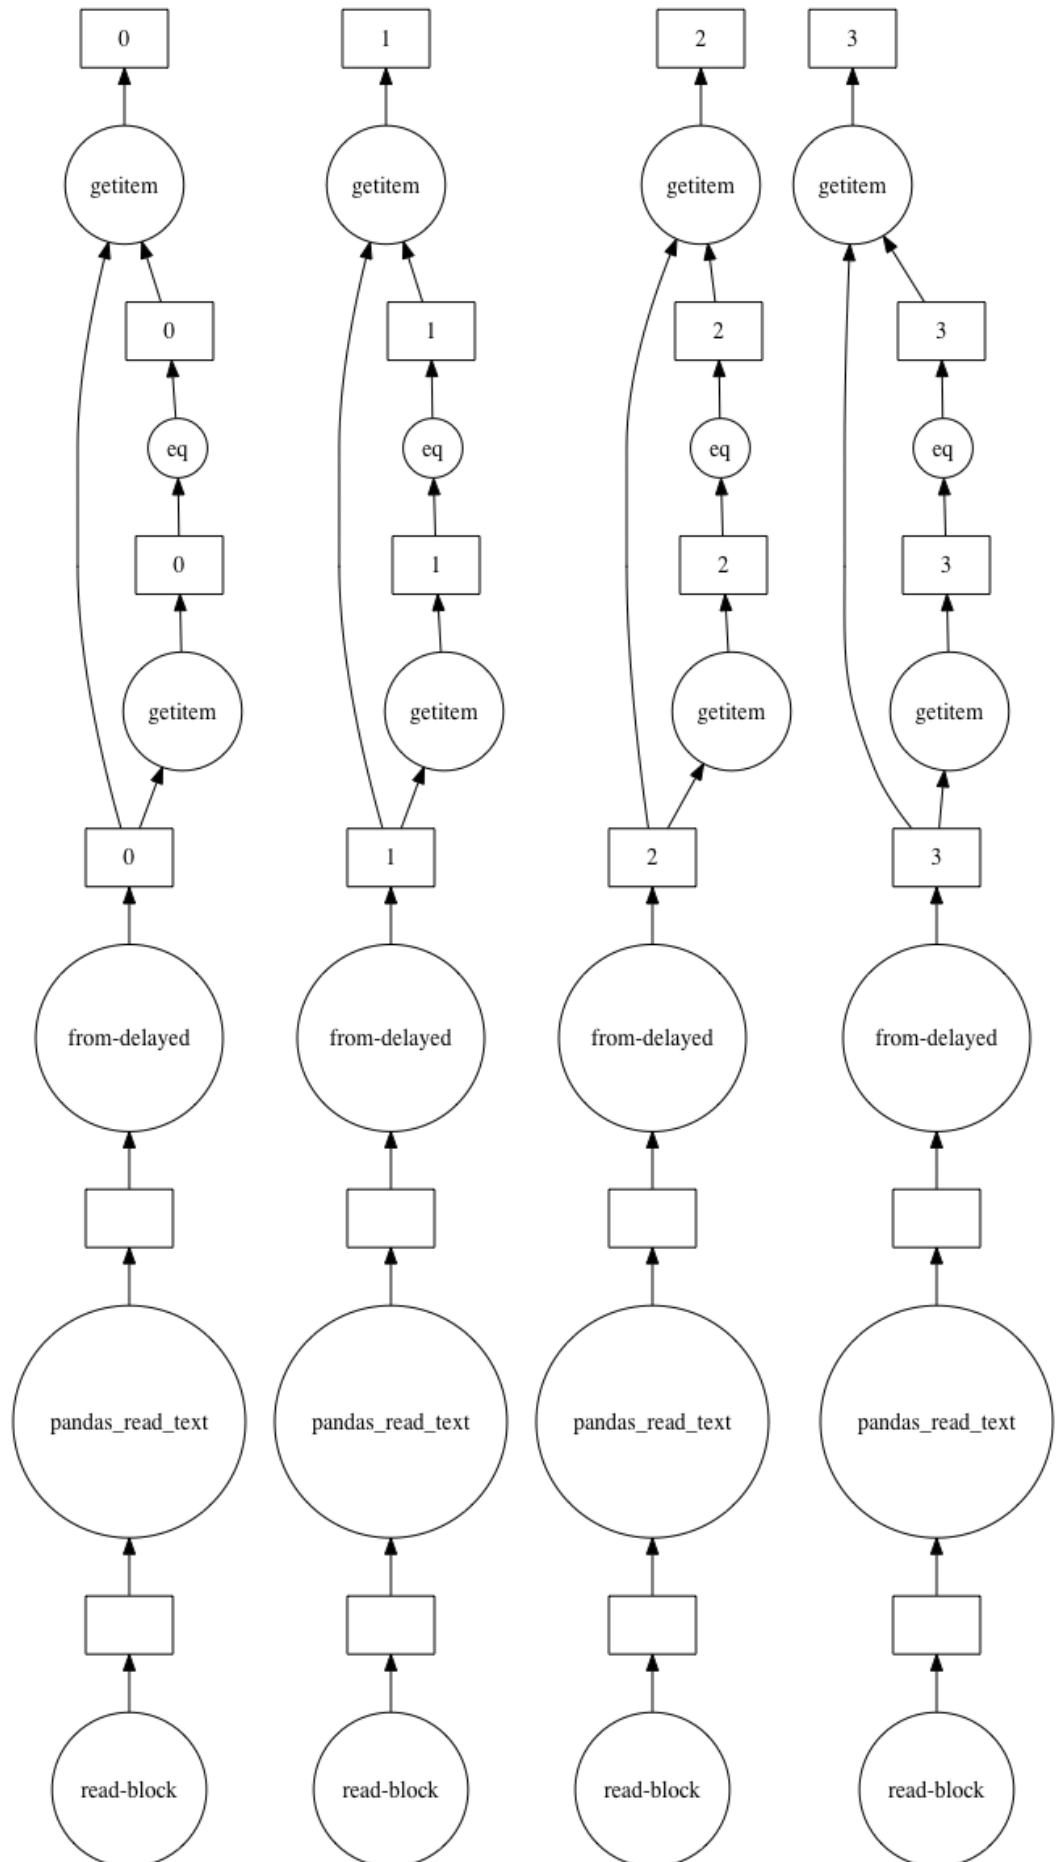 0 1 2 3
getitem getitem getitem getitem
0 1 2 3
eq eq eq eq
0 1 2 3
getitem getitem getitem getitem
0 1 2 3
from-delayed from-delayed from-delayed from-delayed
pandas_read_text pandas_read_text pandas_read_text pandas_read_text
read-block read-block read-block read-block